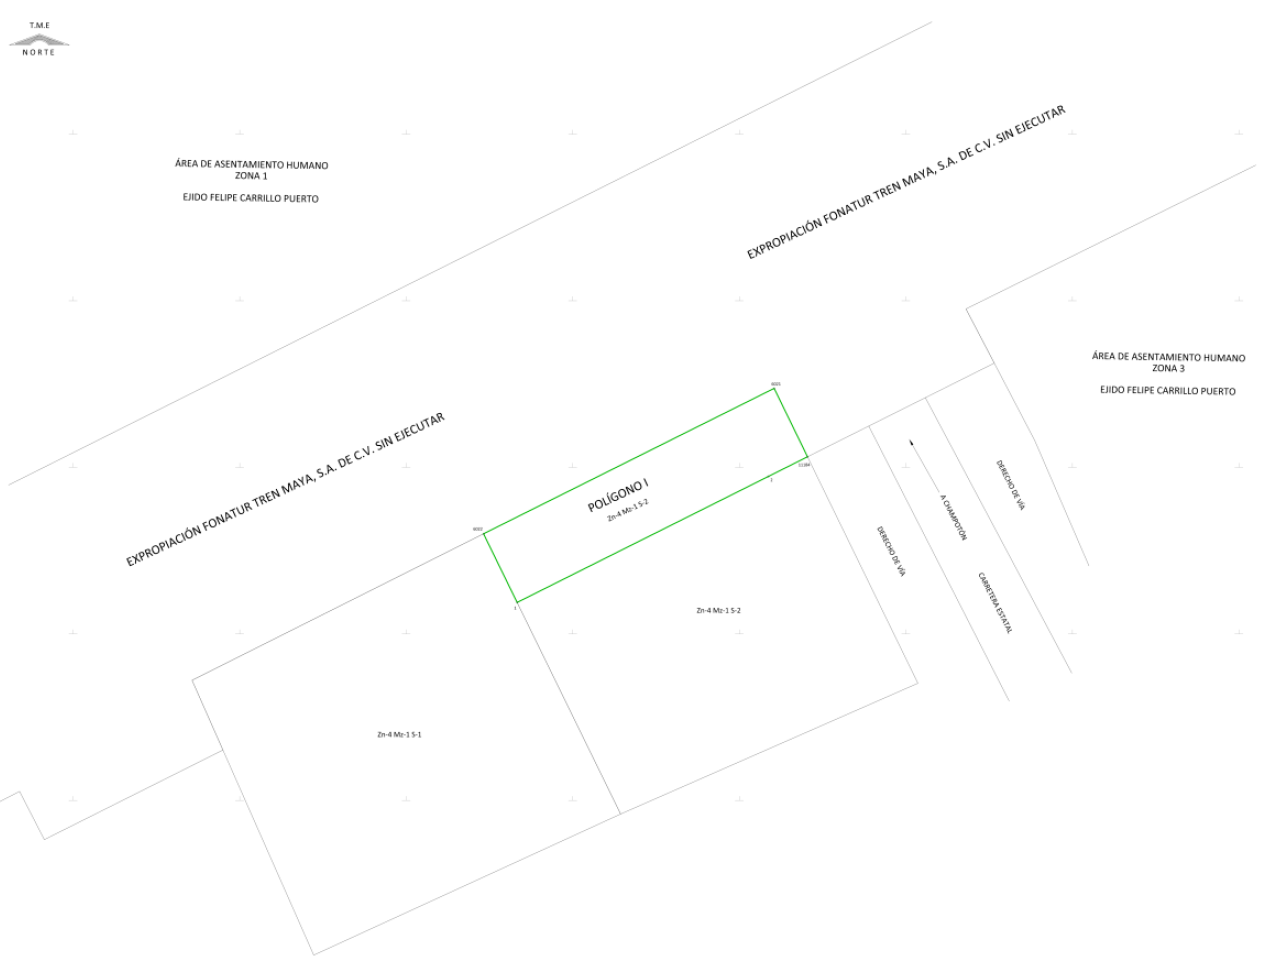 T.M.E
NORTE
ÁREA DE ASENTAMIENTO HUMANO
ZONA 1
EJIDO FELIPE CARRILLO PUERTO
EXPROPIACIÓN FONATUR TREN MAYA, S.A. DE C.V. SIN EJECUTAR
ÁREA DE ASENTAMIENTO HUMANO
ZONA 3
EJIDO FELIPE CARRILLO PUERTO
EXPROPIACIÓN FONATUR TREN MAYA, S.A. DE C.V. SIN EJECUTAR
POLÍGONO I
Zn-4 Mz-1 S-2
2
1
DERECHO DE VÍA
A CHAMPOTÓN
DERECHO DE VÍA
CARRETERA ESTATAL
Zn-4 Mz-1 S-2
Zn-4 Mz-1 S-1